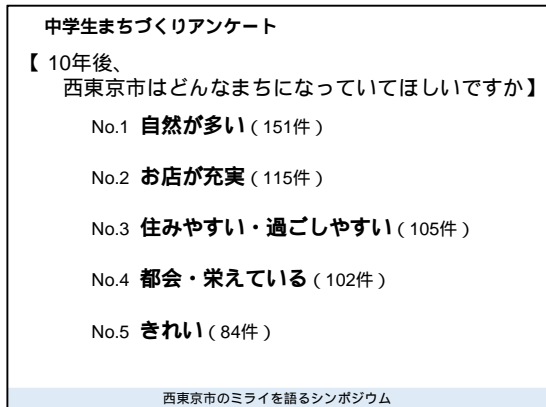 中学生まちづくりアンケート
【 10年後、
西東京市はどんなまちになっていてほしいですか】
No.1 自然が多い（151件）
No.2 お店が充実（115件）
No.3 住みやすい・過ごしやすい（105件）
No.4 都会・栄えている（102件）
No.5 きれい（84件）
西東京市のミライを語るシンポジウム